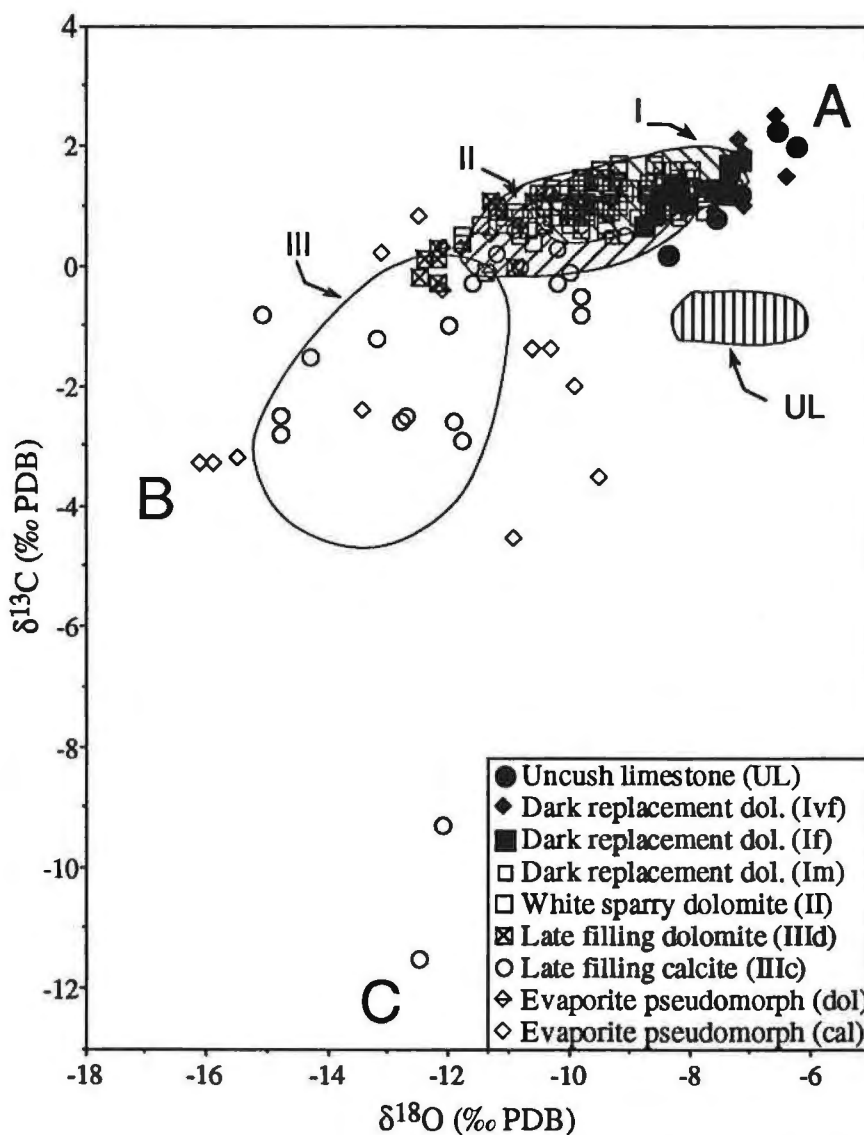 4
2
0
-2
-4
-6
-8
-10
-12
δ13C (‰ PDB)
I
A
II
III
UL
B
C
Uncush limestone (UL)
Dark replacement dol. (Ivf)
Dark replacement dol. (If)
Dark replacement dol. (Im)
White sparry dolomite (II)
Late filling dolomite (IIId)
Late filling calcite (IIIc)
Evaporite pseudomorph (dol)
Evaporite pseudomorph (cal)
-18 -16 -14 -12 -10 -8 -6
δ18O (‰ PDB)